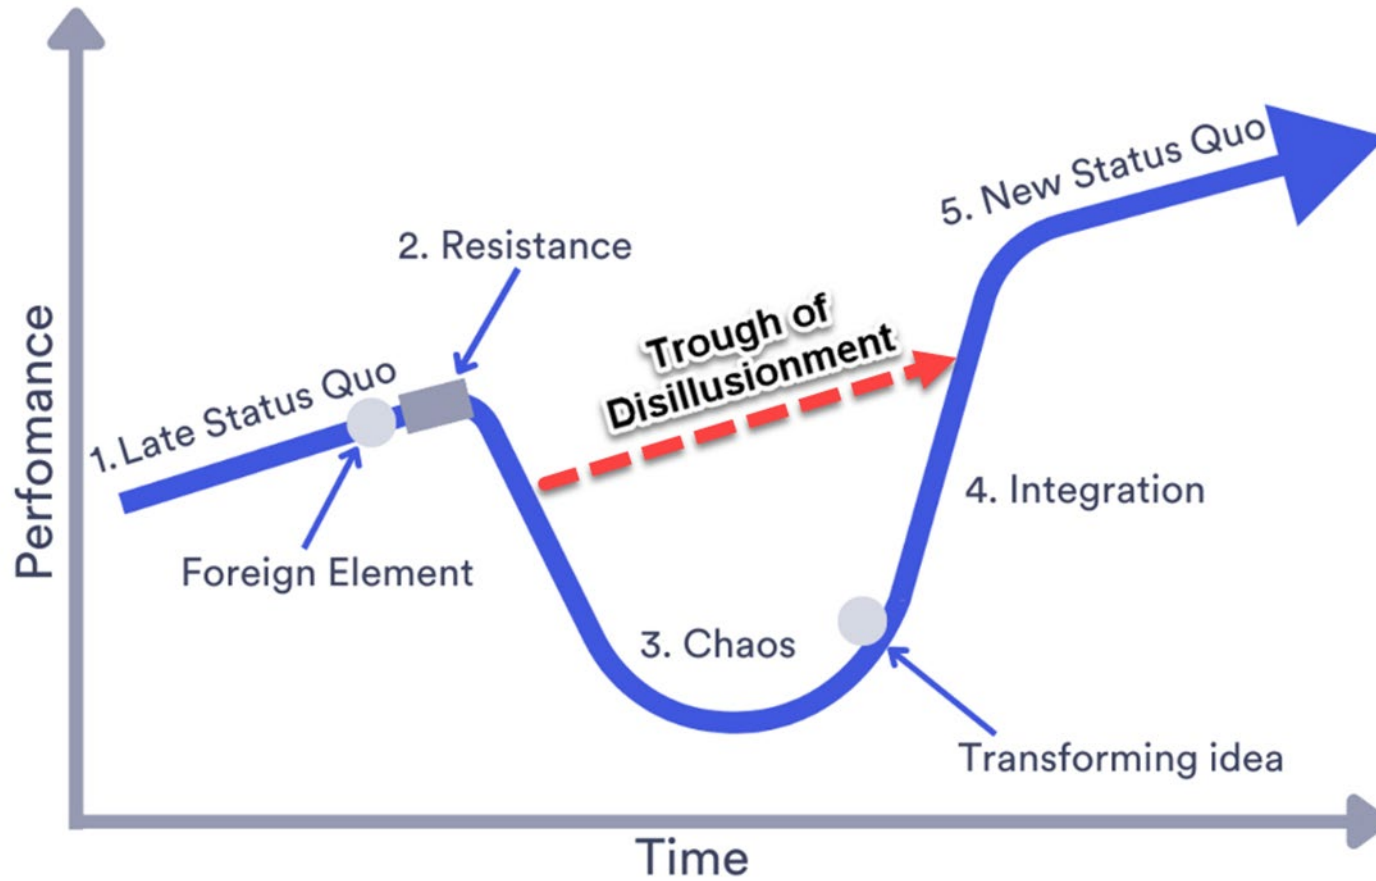 2. Resistance
5. New Status Quo
Trough of
Disillusionment
1. Late Status Quo
Perfomance
Foreign Element
4. Integration
3. Chaos
Transforming idea
Time